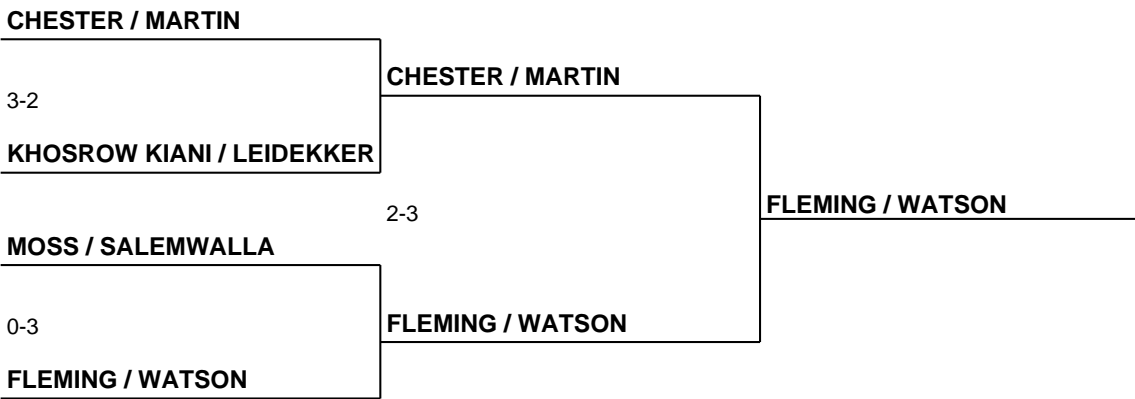 CHESTER / MARTIN
CHESTER / MARTIN
3-2
KHOSROW KIANI / LEIDEKKER
2-3
FLEMING / WATSON
MOSS / SALEMWALLA
0-3
FLEMING / WATSON
FLEMING / WATSON